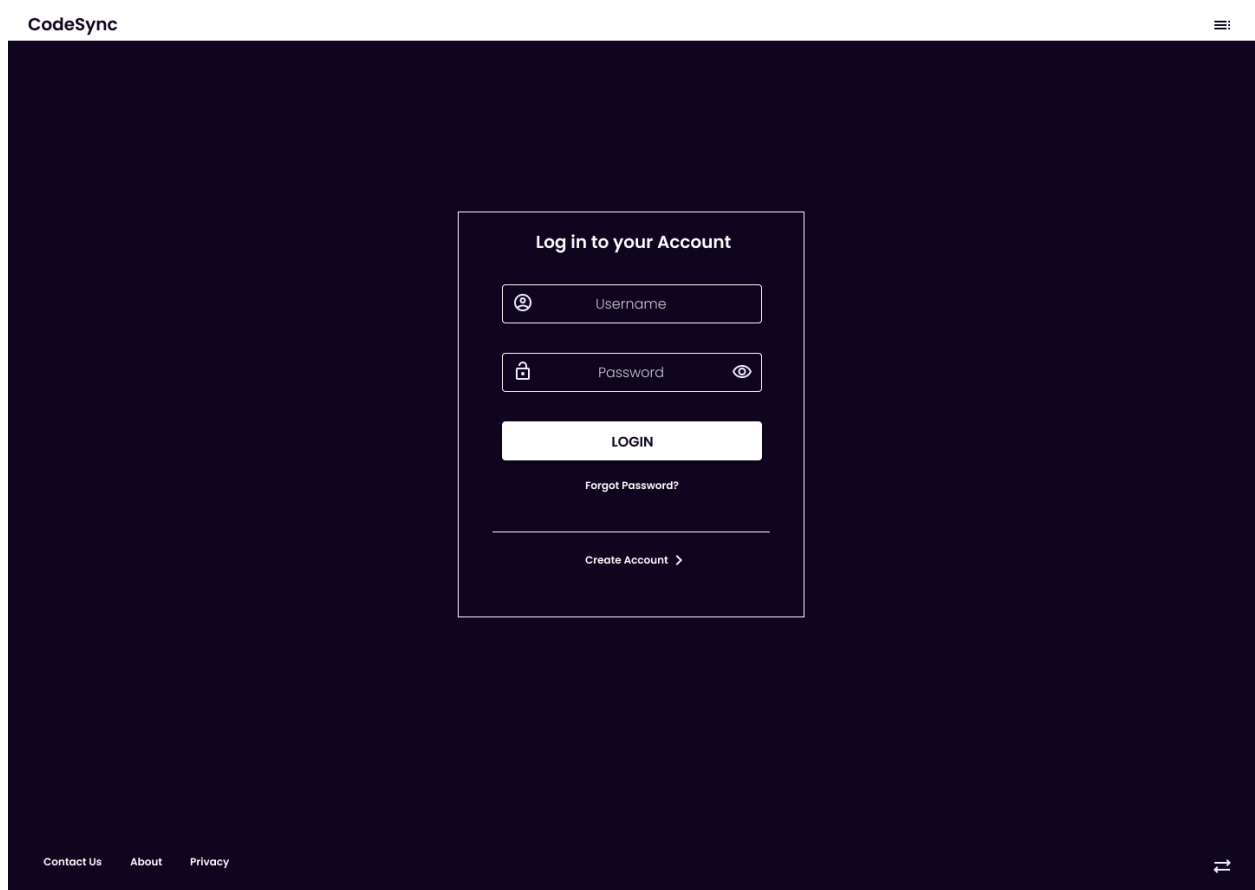 CodeSync
Log in to your Account
Username
Password
LOGIN
Forgot Password?
Create Account
Contact Us About Privacy